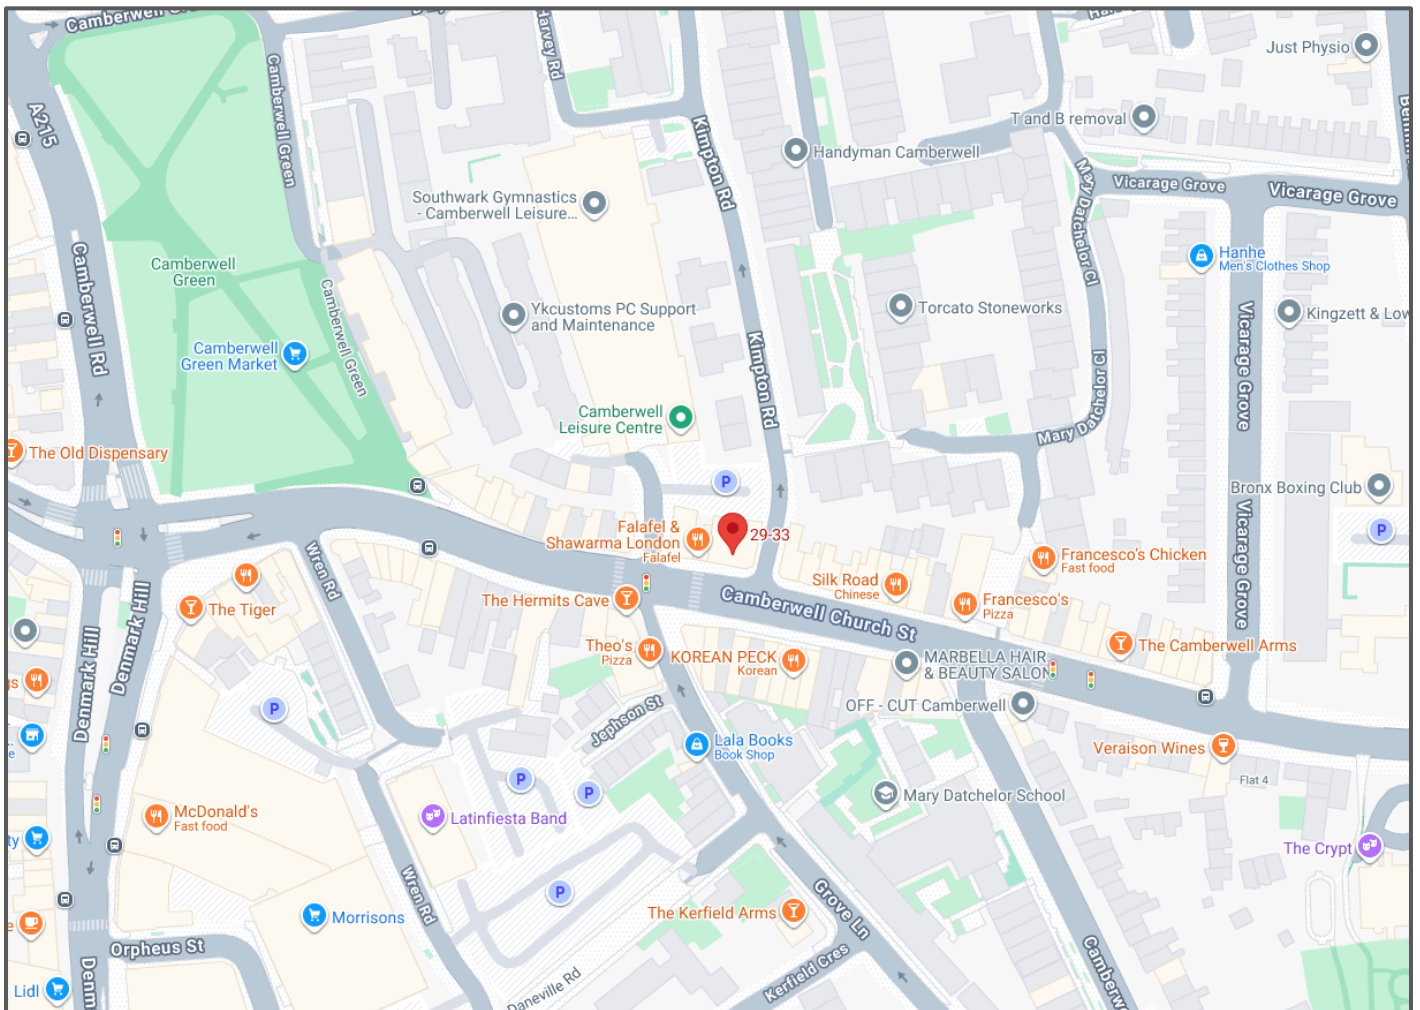 Camberwell Gr
Camberwell Green
Harvey Rd
Just Physio
A215
T and B removal
Handyman Camberwell
Kimpton Rd
Mary Datchelor Cl
Vicarage Grove
Vicarage Grove
Southwark Gymnastics
- Camberwell Leisure...
Camberwell
Green
Camberwell Rd
Camberwell Green
Hanhe
Men's Clothes Shop
Ykcustoms PC Support
and Maintenance
Torcato Stoneworks
Kingzett & Low
Camberwell
Green Market
Kimpton Rd
Vicarage Grove
Camberwell
Leisure Centre
Mary Datchelor Cl
The Old Dispensary
P
Bronx Boxing Club
P
Falafel &
Shawarma London
Falafel
29-33
Vicarage Grove
Francesco's Chicken
Fast food
Wren Rd
Silk Road
Chinese
The Hermits Cave
Camberwell Church St
Francesco's
Pizza
The Tiger
Denmark Hill
Denmark Hill
Theo's
Pizza
KOREAN PECK
Korean
MARBELLA HAIR
& BEAUTY SALON
The Camberwell Arms
gs
OFF - CUT Camberwell
P
Jephson St
Lala Books
Book Shop
Veraison Wines
e
Flat 4
P
P
Mary Datchelor School
McDonald's
Fast food
Latinfiesta Band
ty
The Crypt
P
Wren Rd
Grove Ln
Morrisons
The Kerfield Arms
e
Orpheus St
Camberwe
Kerfield Cres
Daneville Rd
Lidl
Denm